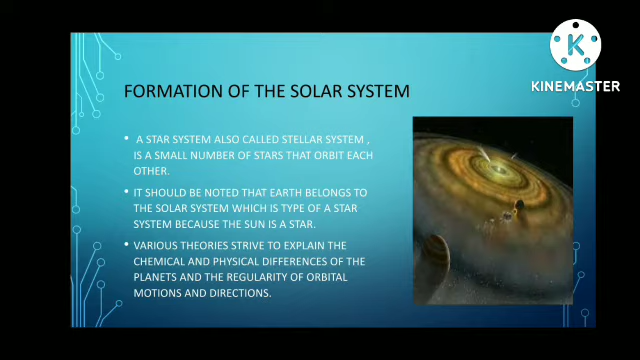 KINEMASTER
FORMATION OF THE SOLAR SYSTEM
• A STAR SYSTEM ALSO CALLED STELLAR SYSTEM ,
IS A SMALL NUMBER OF STARS THAT ORBIT EACH
OTHER.
• IT SHOULD BE NOTED THAT EARTH BELONGS TO
THE SOLAR SYSTEM WHICH IS TYPE OF A STAR
SYSTEM BECAUSE THE SUN IS A STAR.
• VARIOUS THEORIES STRIVE TO EXPLAIN THE
CHEMICAL AND PHYSICAL DIFFERENCES OF THE
PLANETS AND THE REGULARITY OF ORBITAL
MOTIONS AND DIRECTIONS.